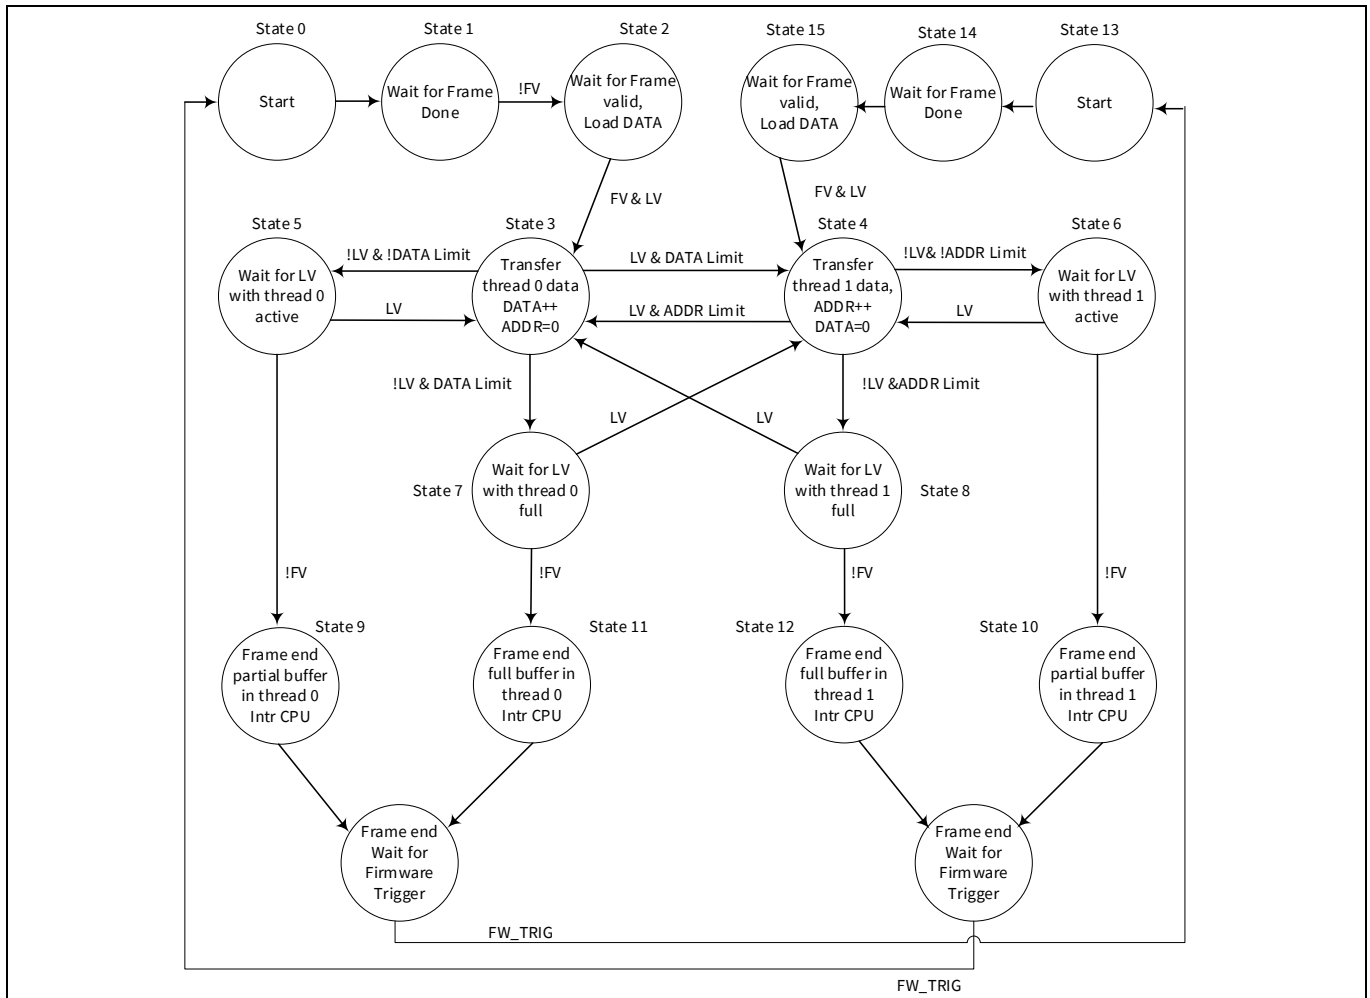 State 0
State 1
State 2
State 15
State 14
State 13
Start
Wait for Frame
Done
!FV
Wait for Frame
valid,
Load DATA
Wait for Frame
valid,
Load DATA
Wait for Frame
Done
Start
FV & LV
FV & LV
State 5
State 3
State 4
State 6
Wait for LV
with thread 0
active
!LV & !DATA Limit
LV
Transfer
thread 0 data
DATA++
ADDR=0
LV & DATA Limit
LV & ADDR Limit
Transfer
thread 1 data,
ADDR++
DATA=0
!LV& !ADDR Limit
LV
Wait for LV
with thread 1
active
!LV & DATA Limit
!LV &ADDR Limit
LV
LV
State 7
Wait for LV
with thread 0
full
Wait for LV
with thread 1
full
State 8
!FV
!FV
!FV
!FV
State 9
State 11
State 12
State 10
Frame end
partial buffer
in thread 0
Intr CPU
Frame end
full buffer in
thread 0
Intr CPU
Frame end
full buffer in
thread 1
Intr CPU
Frame end
partial buffer
in thread 1
Intr CPU
Frame end
Wait for
Firmware
Trigger
Frame end
Wait for
Firmware
Trigger
FW_TRIG
FW_TRIG